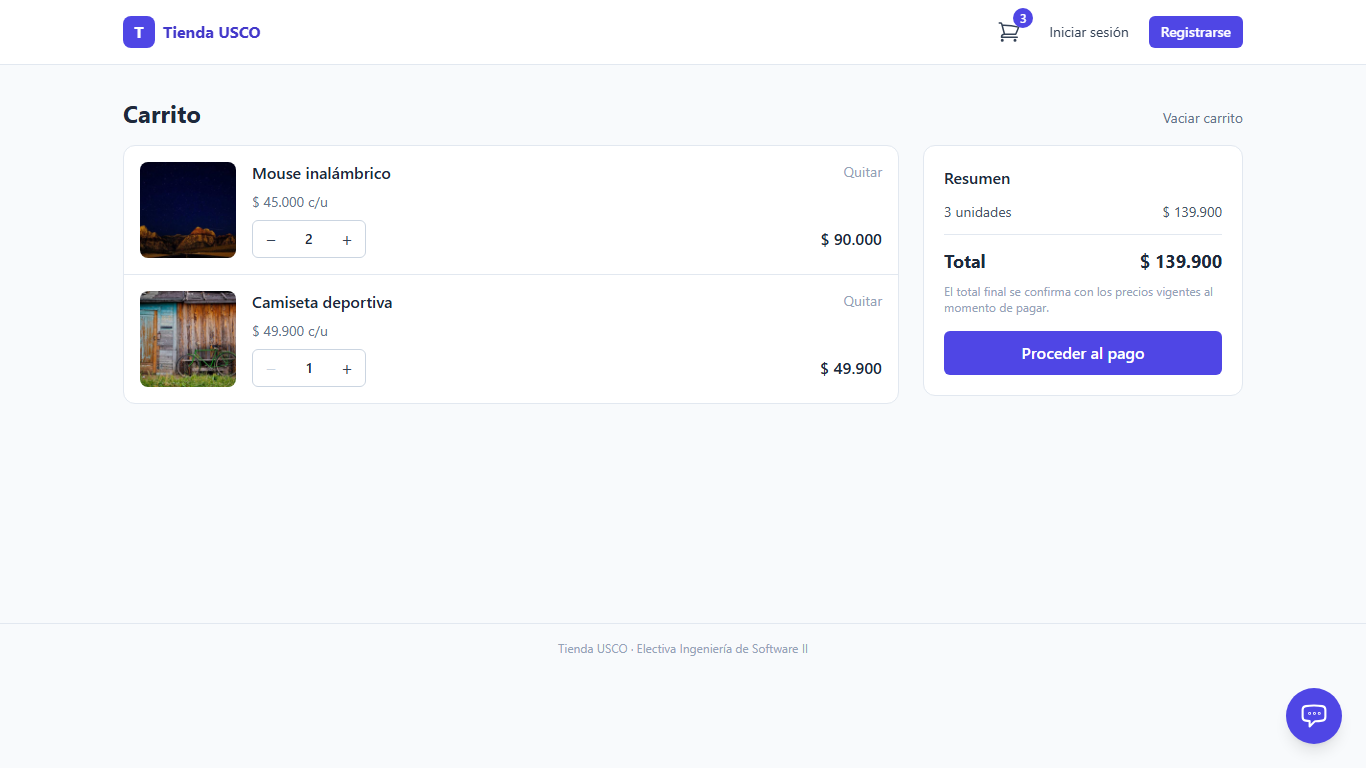 T Tienda USCO
3 Iniciar sesión Registrarse
Carrito
Vaciar carrito
Mouse inalámbrico
Quitar
$ 45.000 c/u
− 2 +
$ 90.000
Camiseta deportiva
Quitar
$ 49.900 c/u
− 1 +
$ 49.900
Resumen
3 unidades $ 139.900
Total $ 139.900
El total final se confirma con los precios vigentes al
momento de pagar.
Proceder al pago
Tienda USCO · Electiva Ingeniería de Software II